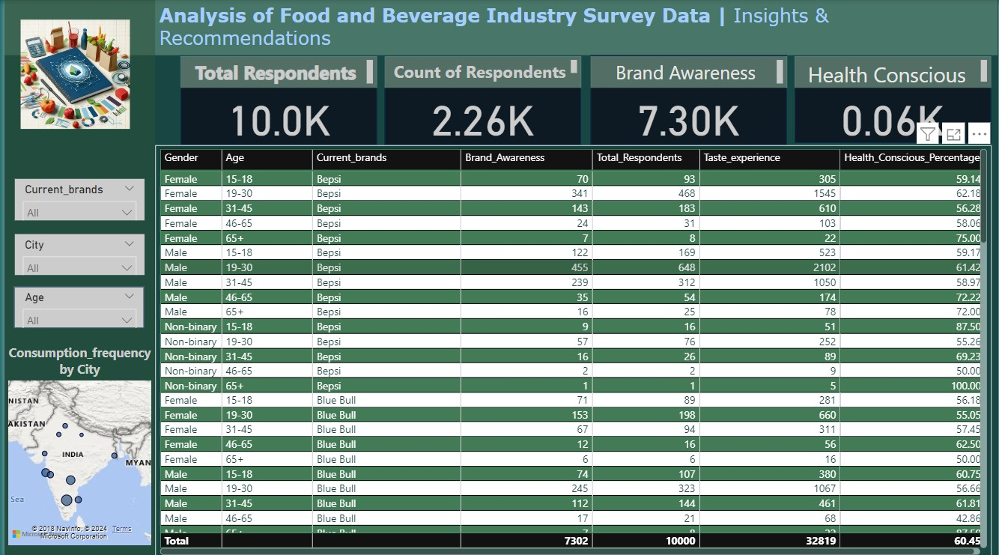 Analysis of Food and Beverage Industry Survey Data | Insights &
Recommendations
Total Respondents
Count of Respondents
Brand Awareness
Health Conscious
10.0K
2.26K
7.30K
0.06K
Gender Age Current_brands Brand_Awareness Total_Respondents Taste_experience Health_Conscious_Percentage
Female 15-18 Bepsi 70 93 305 59.14
Female 19-30 Bepsi 341 468 1545 62.18
Female 31-45 Bepsi 143 183 610 56.28
Female 46-65 Bepsi 24 31 103 58.06
Female 65+ Bepsi 7 8 22 75.00
Male 15-18 Bepsi 122 169 523 59.17
Male 19-30 Bepsi 455 648 2102 61.42
Male 31-45 Bepsi 239 312 1050 58.97
Male 46-65 Bepsi 35 54 174 72.22
Male 65+ Bepsi 16 25 78 72.00
Non-binary 15-18 Bepsi 9 16 51 87.50
Non-binary 19-30 Bepsi 57 76 252 55.26
Non-binary 31-45 Bepsi 16 26 89 69.23
Non-binary 46-65 Bepsi 2 2 9 50.00
Non-binary 65+ Bepsi 1 1 5 100.00
Female 15-18 Blue Bull 71 89 281 56.18
Female 19-30 Blue Bull 153 198 660 55.05
Female 31-45 Blue Bull 67 94 311 57.45
Female 46-65 Blue Bull 12 16 56 62.50
Female 65+ Blue Bull 6 6 16 50.00
Male 15-18 Blue Bull 74 107 380 60.75
Male 19-30 Blue Bull 245 323 1067 56.66
Male 31-45 Blue Bull 112 144 461 61.81
Male 46-65 Blue Bull 17 21 68 42.86
Total 7302 10000 32819 60.45
Current_brands
All
City
All
Age
All
Consumption_frequency
by City
NISTAN
AKISTAN
INDIA
MYAN
Sea
© 2018 NavInfo, © 2024 Terms
Microsoft Corporation